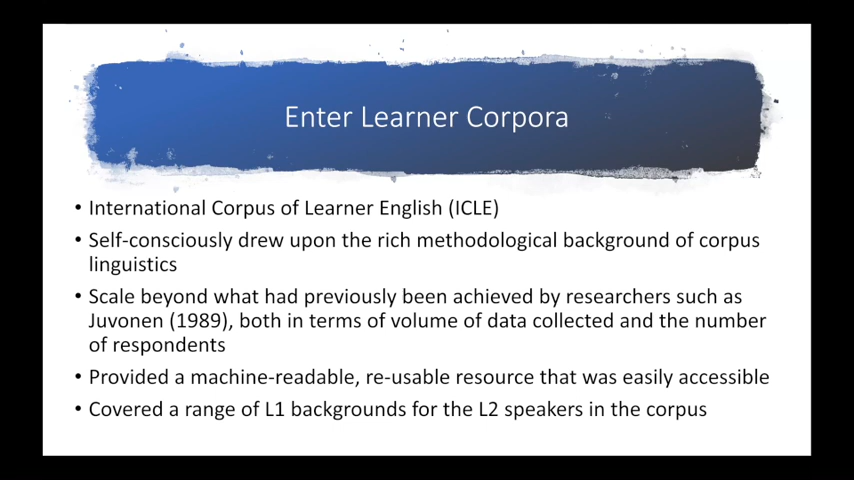 Enter Learner Corpora
• International Corpus of Learner English (ICLE)
• Self-consciously drew upon the rich methodological background of corpus
linguistics
• Scale beyond what had previously been achieved by researchers such as
Juvonen (1989), both in terms of volume of data collected and the number
of respondents
• Provided a machine-readable, re-usable resource that was easily accessible
• Covered a range of L1 backgrounds for the L2 speakers in the corpus